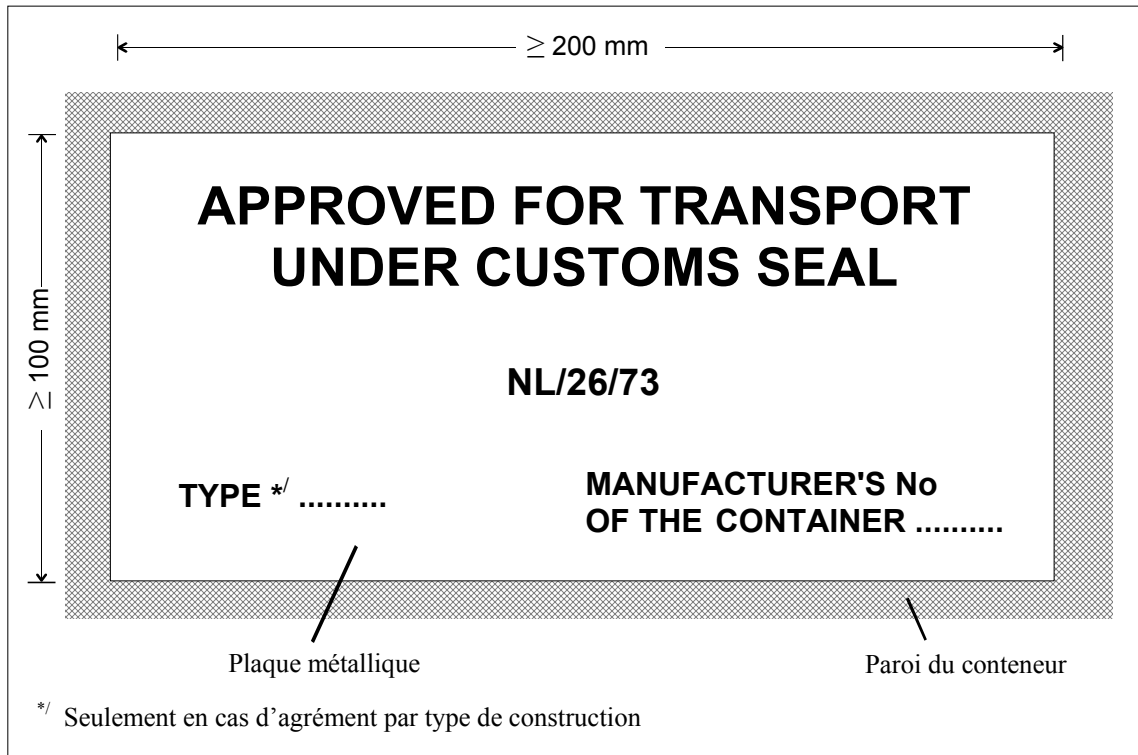 ≥ 200 mm
≥ 100 mm
APPROVED FOR TRANSPORT
UNDER CUSTOMS SEAL
NL/26/73
TYPE */ ..........
MANUFACTURER'S No
OF THE CONTAINER ..........
Plaque métallique
Paroi du conteneur
*/ Seulement en cas d’agrément par type de construction